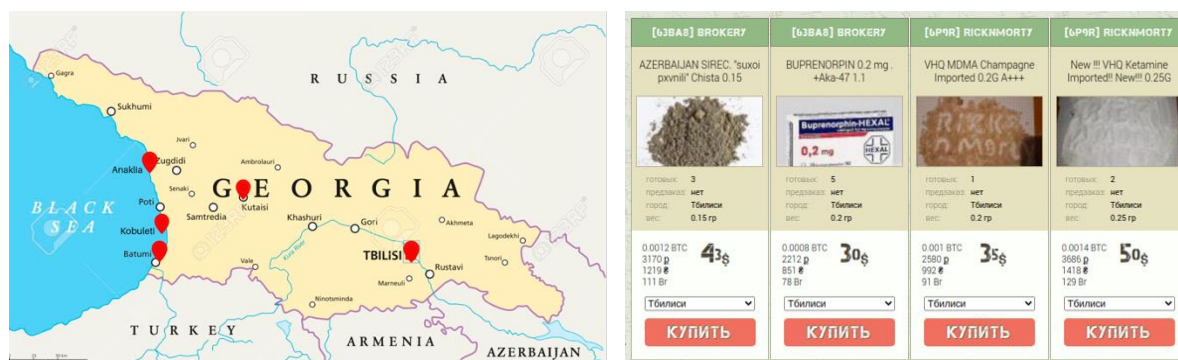 RUSSIA
Gagra
Sukhumi
Jvari
Zugdidi
Ambrolauri
Anaklia
Senaki
GEORGIA
Kutaisi
BLACK
SEA
Poti
Samtredia
Khashuri
Gori
Akhmeta
Kobuleti
Kura River
Lagodekhi
TBILISI
Batumi
Vale
Rustavi
Tsnori
Marneuli
Ninotsminda
TURKEY
ARMENIA
AZERBAIJAN
[6JBA8] BROKER7
AZERBAIJAN SIREC. "suxoi
pxvnili" Chista 0.15
готовых: 3
предзаказ: нет
город: Тбилиси
вес: 0.15 гр
0.0012 BTC
3170 р
1219 ₴
111 Br
43$
Тбилиси
КУПИТЬ
[6JBA8] BROKER7
BUPRENORPIN 0.2 mg .
+Aka-47 1.1
Buprenorphin-HEXAL
0,2 mg
HEXAL
готовых: 5
предзаказ: нет
город: Тбилиси
вес: 0.2 гр
0.0008 BTC
2212 р
851 ₴
78 Br
30$
Тбилиси
КУПИТЬ
[6P9R] RICKNMORTY
VHQ MDMA Champagne
Imported 0.2G A+++
готовых: 1
предзаказ: нет
город: Тбилиси
вес: 0.2 гр
0.001 BTC
2580 р
992 ₴
91 Br
35$
Тбилиси
КУПИТЬ
[6P9R] RICKNMORTY
New !!! VHQ Ketamine
Imported!! New!!! 0.25G
готовых: 2
предзаказ: нет
город: Тбилиси
вес: 0.25 гр
0.0014 BTC
3686 р
1418 ₴
129 Br
50$
Тбилиси
КУПИТЬ